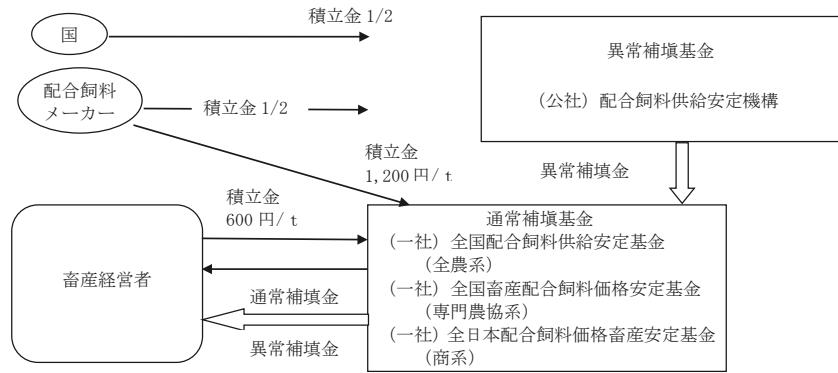 国
積立金 1/2
配合飼料
メーカー
積立金 1/2
異常補塡基金
(公社) 配合飼料供給安定機構
異常補塡金
積立金
1,200 円/ t
積立金
600 円/ t
畜産経営者
通常補塡基金
(一社) 全国配合飼料供給安定基金
(全農系)
(一社) 全国畜産配合飼料価格安定基金
(専門農協系)
(一社) 全日本配合飼料価格畜産安定基金
(商系)
通常補填金
異常補填金